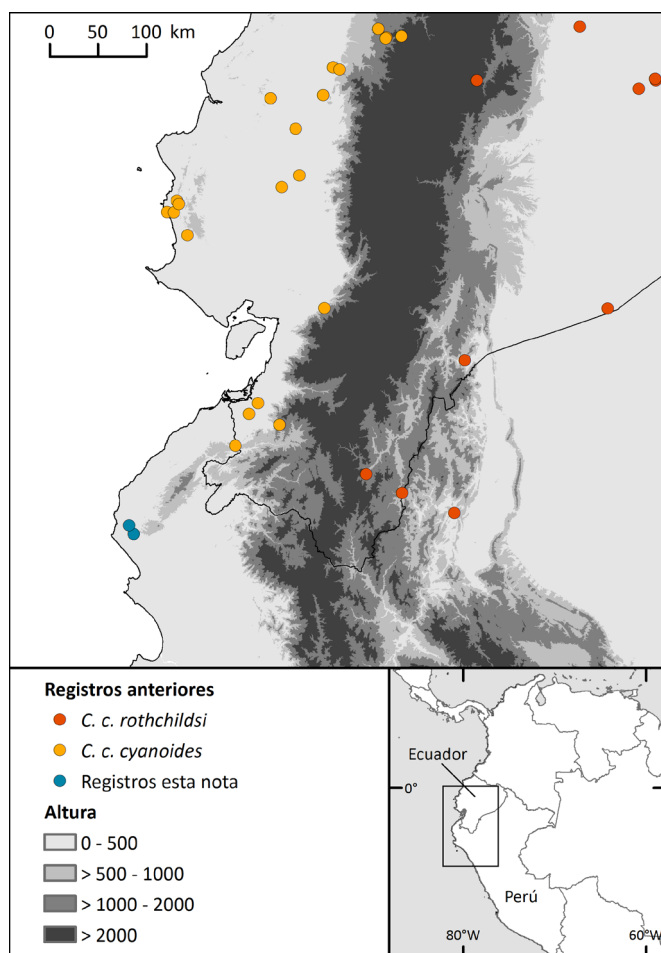 0 50 100 km
Registros anteriores
C. c. rothchildsi
C. c. cyanoides
Registros esta nota
Altura
0 - 500
> 500 - 1000
> 1000 - 2000
> 2000
Ecuador
0°
Perú
80°W 60°W